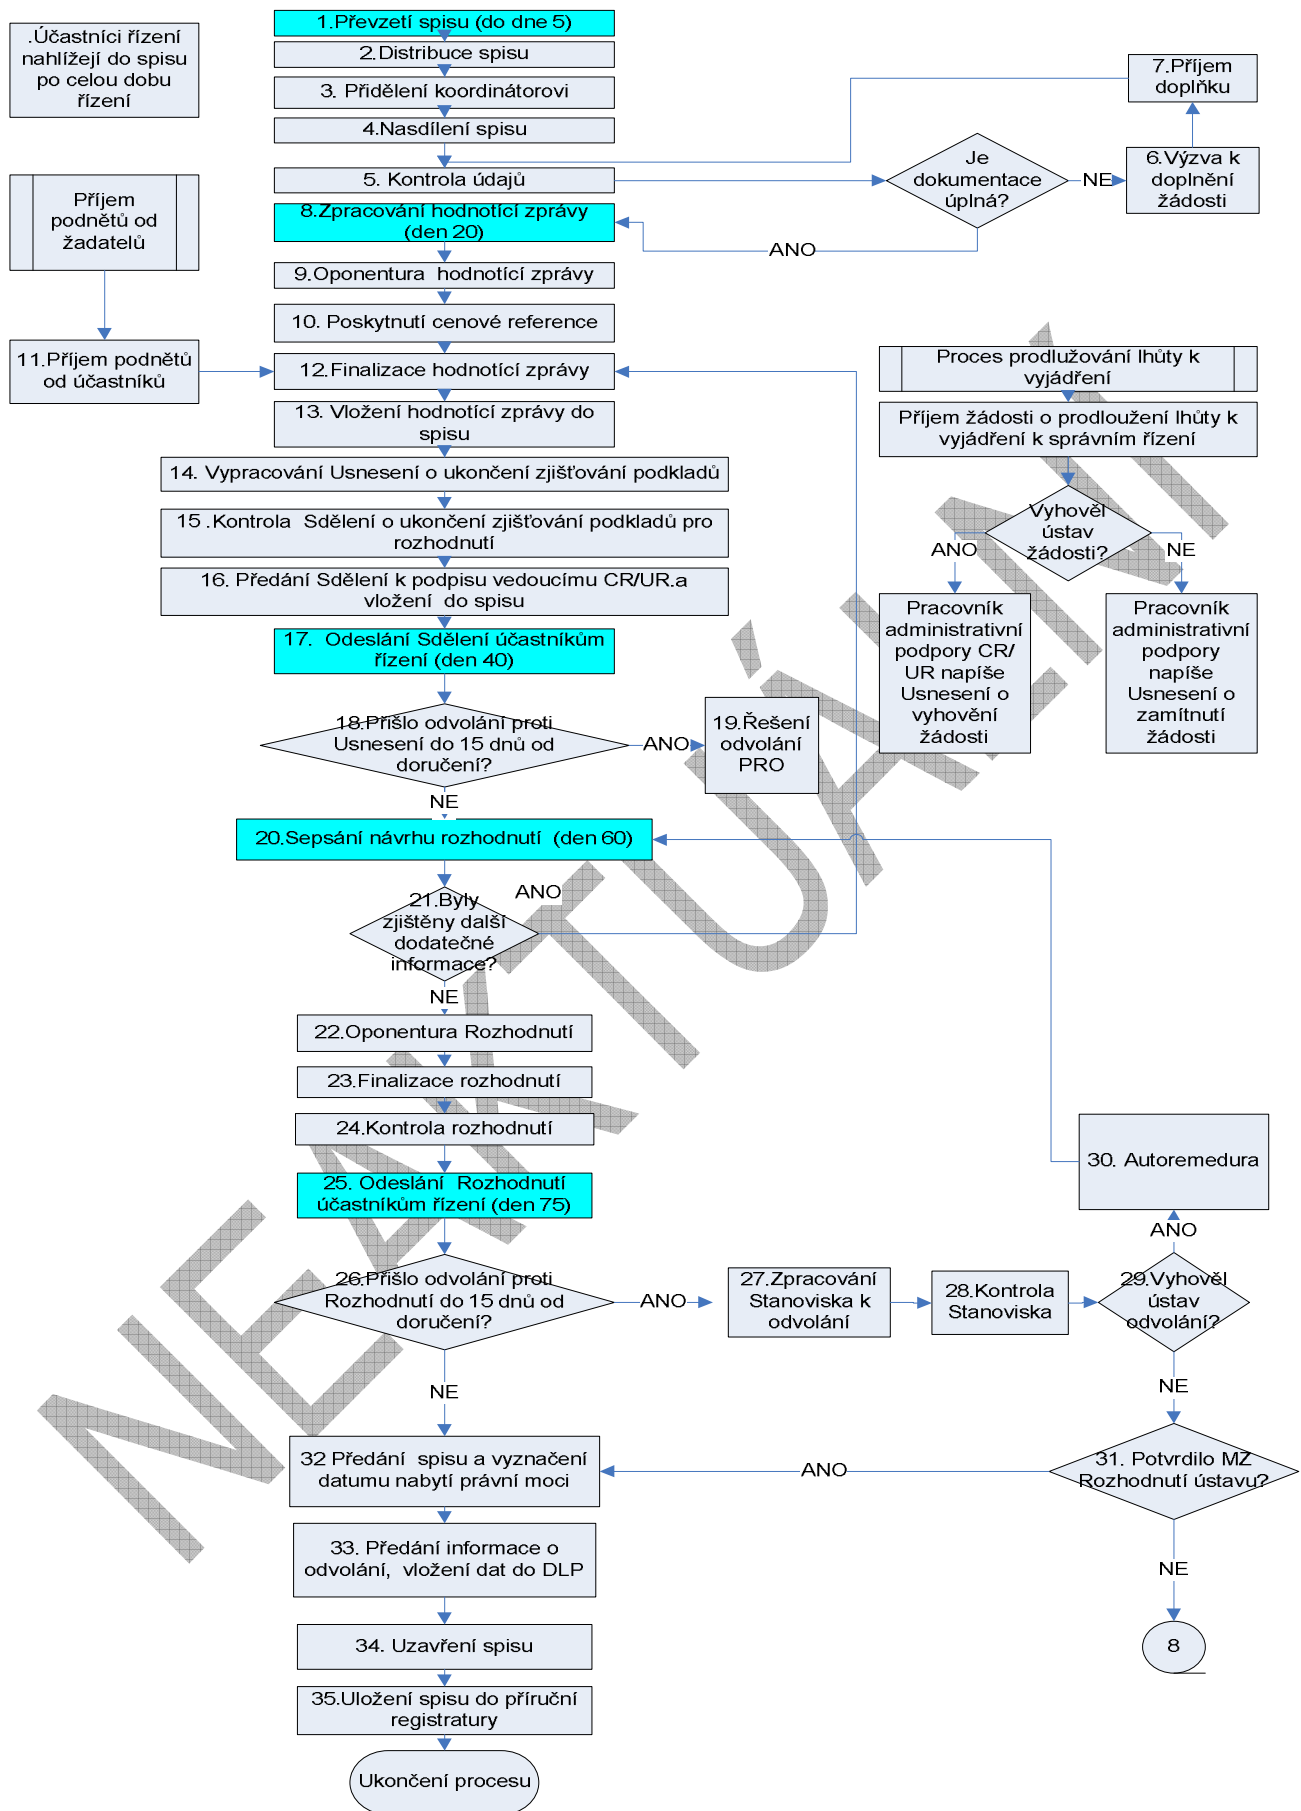 .Účastníci řízení
nahlížejí do spisu
po celou dobu
řízení
1.Převzetí spisu (do dne 5)
2.Distribuce spisu
3. Přidělení koordinátorovi
4.Nasdílení spisu
5. Kontrola údajů
Je
dokumentace
úplná?
NE
6.Výzva k
doplnění
žádosti
7.Příjem
doplňku
ANO
8.Zpracování hodnotící zprávy
(den 20)
Příjem
podnětů od
žadatelů
9.Oponentura  hodnotící zprávy
10. Poskytnutí cenové reference
11.Příjem podnětů
od účastníků
12.Finalizace hodnotící zprávy
13. Vložení hodnotící zprávy do
spisu
14. Vypracování Usnesení o ukončení zjišťování podkladů
15 .Kontrola  Sdělení o ukončení zjišťování podkladů pro
rozhodnutí
16. Předání Sdělení k podpisu vedoucímu CR/UR.a
vložení  do spisu
17.  Odeslání Sdělení účastníkům
řízení (den 40)
Proces prodlužování lhůty k
vyjádření
Příjem žádosti o prodloužení lhůty k
vyjádření k správním řízení
Vyhověl
ústav
žádosti?
ANO
NE
Pracovník
administrativní
podpory CR/
UR napíše
Usnesení o
vyhovění
žádosti
Pracovník
administrativní
podpory
napíše
Usnesení o
zamítnutí
žádosti
18.Přišlo odvolání proti
Usnesení do 15 dnů od
doručení?
ANO
19.Řešení
odvolání
PRO
NE
20.Sepsání návrhu rozhodnutí  (den 60)
21.Byly
zjištěny další
dodatečné
informace?
ANO
NE
22.Oponentura Rozhodnutí
23.Finalizace rozhodnutí
24.Kontrola rozhodnutí
25. Odeslání  Rozhodnutí
účastníkům řízení (den 75)
26.Přišlo odvolání proti
Rozhodnutí do 15 dnů od
doručení?
ANO
27.Zpracování
Stanoviska k
odvolání
28.Kontrola
Stanoviska
29.Vyhověl
ústav
odvolání?
ANO
30. Autoremedura
NE
31. Potvrdilo MZ
Rozhodnutí ústavu?
ANO
NE
8
NE
32 Předání  spisu a vyznačení
datumu nabytí právní moci
33. Předání informace o
odvolání,  vložení dat do DLP
34. Uzavření spisu
35.Uložení spisu do příruční
registratury
Ukončení procesu
NEAKTUÁLNÍ